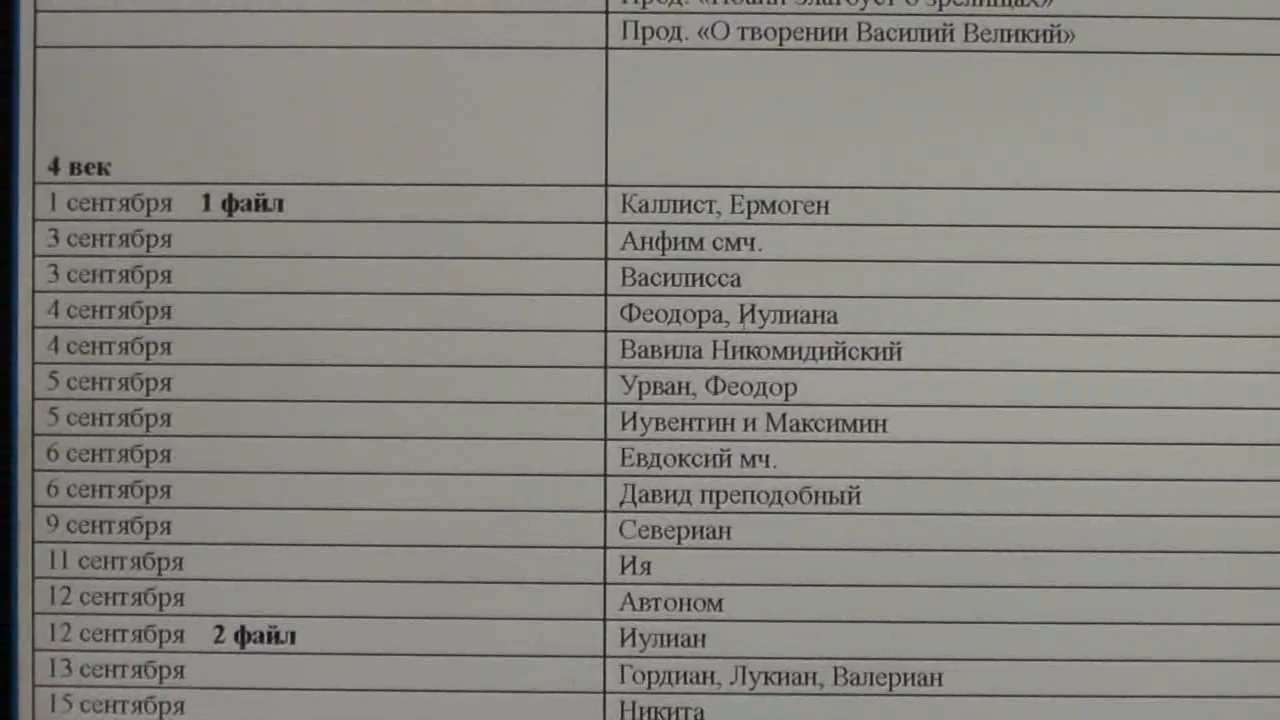 Прод. «Иоанн Златоуст о зрелищах»
Прод. «О творении Василий Великий»
4 век
1 сентября 1 файл Каллист, Ермоген
3 сентября Анфим смч.
3 сентября Василисса
4 сентября Феодора, Иулиана
4 сентября Вавила Никомидийский
5 сентября Урван, Феодор
5 сентября Иувентин и Максимин
6 сентября Евдоксий мч.
6 сентября Давид преподобный
9 сентября Севериан
11 сентября Ия
12 сентября Автоном
12 сентября 2 файл Иулиан
13 сентября Гордиан, Лукиан, Валериан
15 сентября Никита